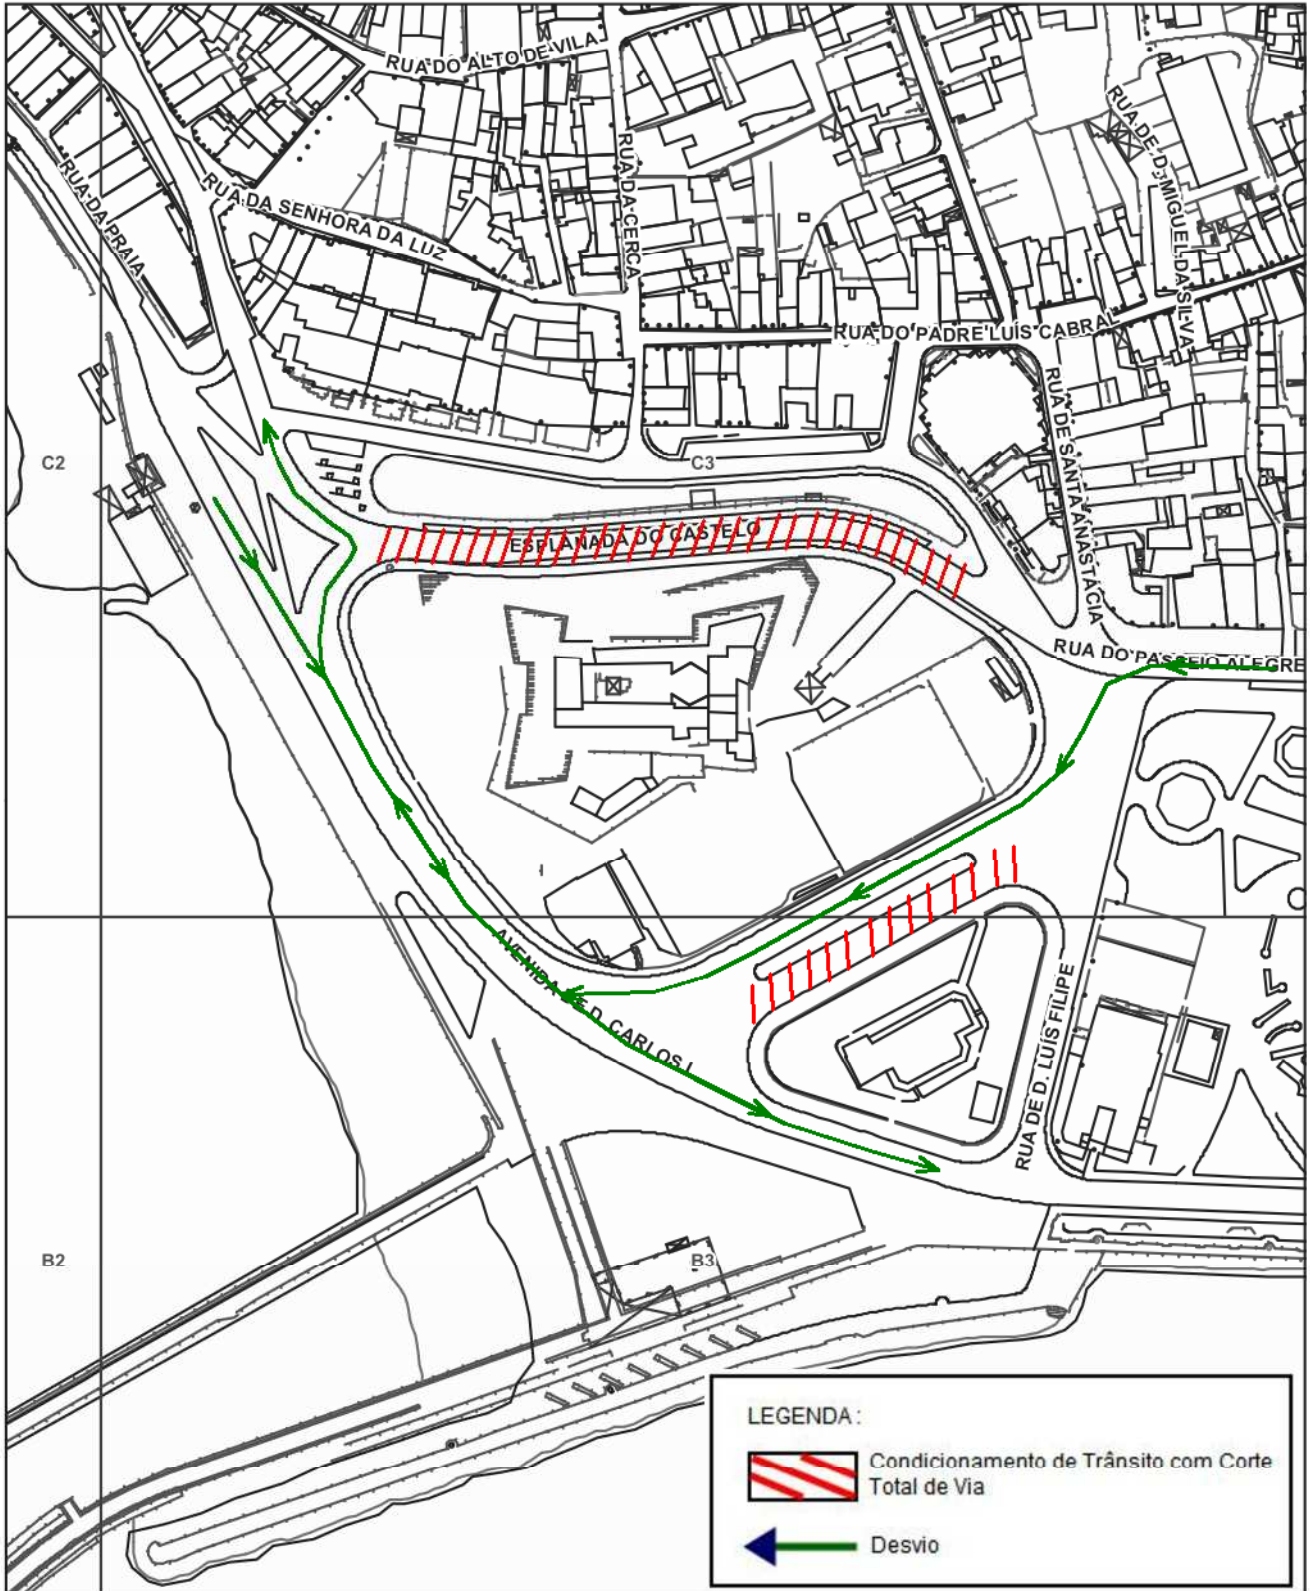 RUA DO ALTO DE VILA
RUA DE D. MIGUEL DA SILVA
RUA DA CERCA
RUA DA PRAIA
RUA DA SENHORA DA LUZ
RUA DO PADRE LUÍS CABRAL
RUA DE SANTA ANASTÁCIA
C2
C3
ESPLANADA DO CASTELO
RUA DO PASSEIO ALEGRE
AVENIDA DE D. CARLOS I
RUA DE D. LUÍS FILIPE
B2
B3
LEGENDA :
Condicionamento de Trânsito com Corte
Total de Via
Desvio